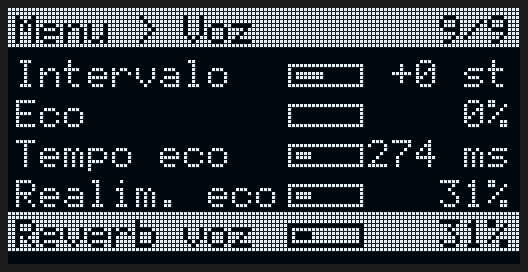 Menu > Voz 9/9
Intervalo +0 st
Eco 0%
Tempo eco 274 ms
Realim. eco 31%
Reverb voz 31%